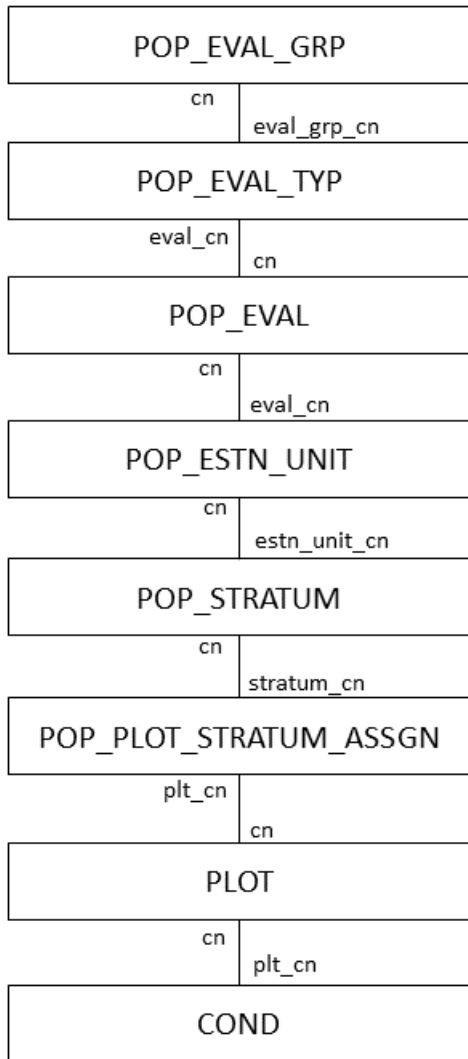 POP_EVAL_GRP
cn
eval_grp_cn
POP_EVAL_TYP
eval_cn
cn
POP_EVAL
cn
eval_cn
POP_ESTN_UNIT
cn
estn_unit_cn
POP_STRATUM
cn
stratum_cn
POP_PLOT_STRATUM_ASSGN
plt_cn
cn
PLOT
cn
plt_cn
COND